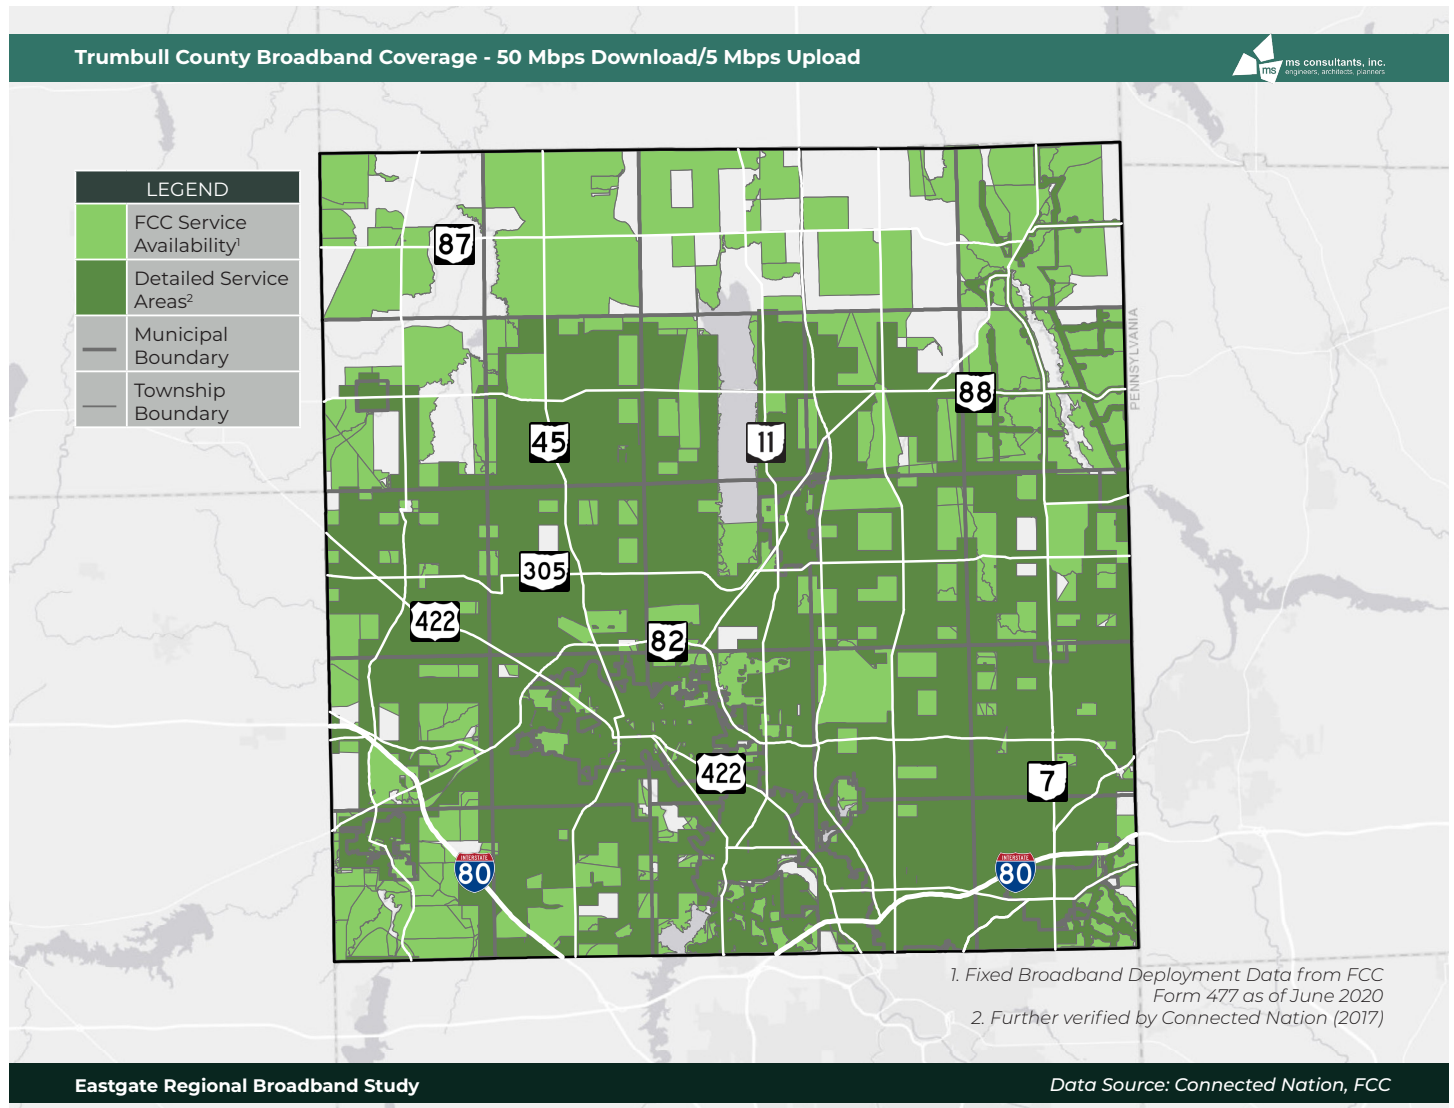 Trumbull County Broadband Coverage - 50 Mbps Download/5 Mbps Upload
ms
ms consultants, inc.
engineers, architects, planners
LEGEND
FCC Service
Availability1
Detailed Service
Areas2
Municipal
Boundary
Township
Boundary
87
PENNSYLVANIA
88
45
11
305
422
82
422
7
INTERSTATE
80
INTERSTATE
80
1. Fixed Broadband Deployment Data from FCC
Form 477 as of June 2020
2. Further verified by Connected Nation (2017)
Eastgate Regional Broadband Study
Data Source: Connected Nation, FCC